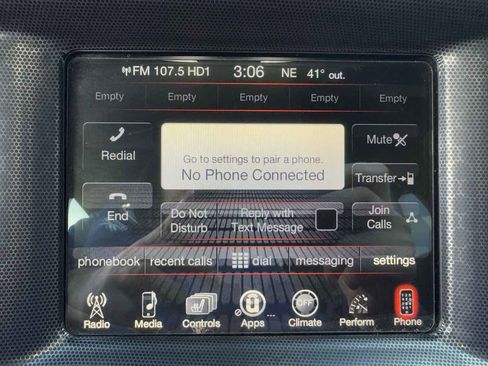 FM 107.5 HD1 3:06 NE 41° out.
Empty Empty Empty Empty Empty
Redial
Go to settings to pair a phone.
No Phone Connected
Mute
Transfer
End
Do Not
Disturb
Reply with
Text Message
Join
Calls
phonebook recent calls dial messaging settings
OFF
Radio Media Controls Apps ... Climate Perform Phone